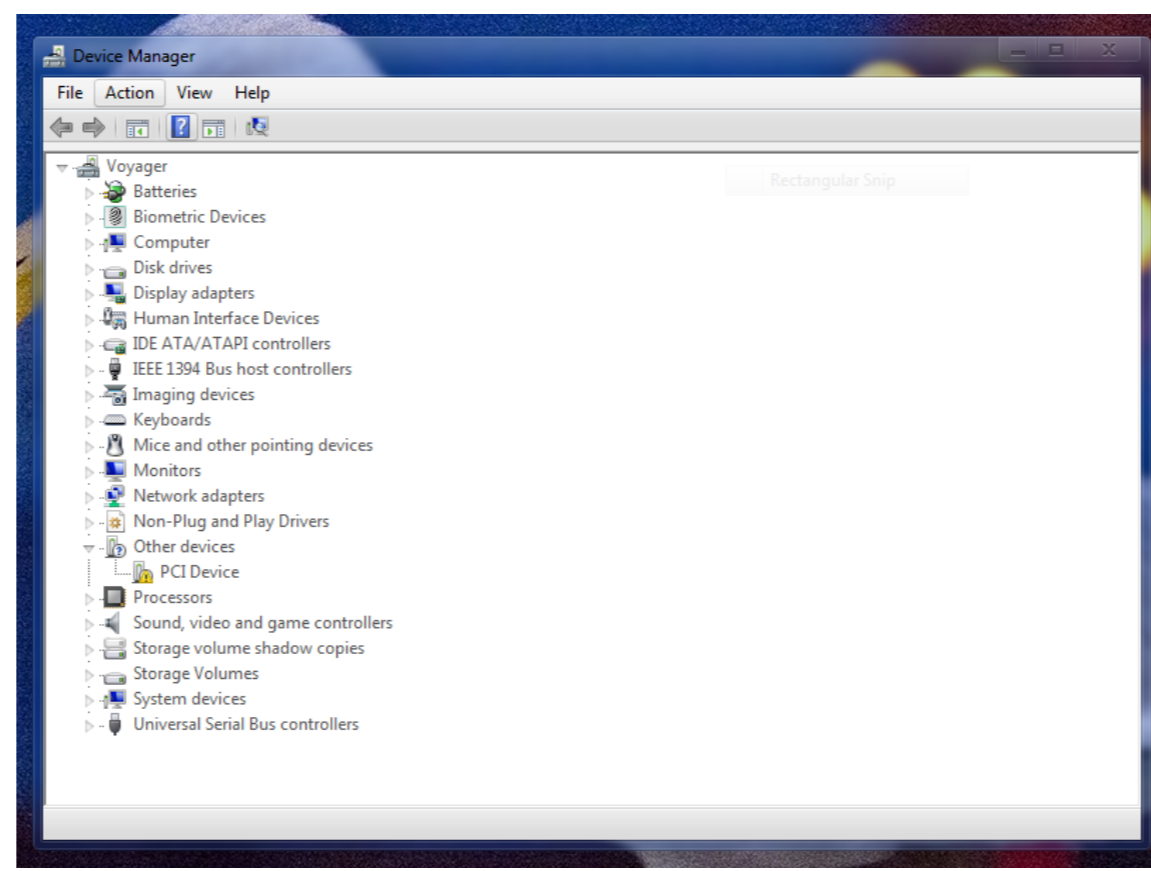 Device Manager
File Action View Help
Voyager
Rectangular Snip
Batteries
Biometric Devices
Computer
Disk drives
Display adapters
Human Interface Devices
IDE ATA/ATAPI controllers
IEEE 1394 Bus host controllers
Imaging devices
Keyboards
Mice and other pointing devices
Monitors
Network adapters
Non-Plug and Play Drivers
Other devices
PCI Device
Processors
Sound, video and game controllers
Storage volume shadow copies
Storage Volumes
System devices
Universal Serial Bus controllers